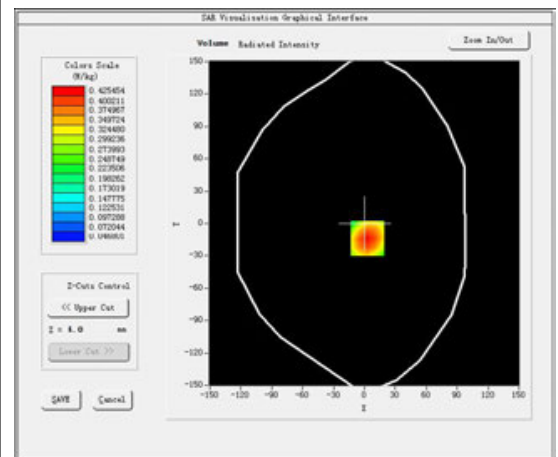 SAR Visualisation Graphical Interface
Volume Radiated Intensity
Zoom In/Out
Colors Scale
(W/kg)
0.425454
0.400211
0.374967
0.349724
0.324480
0.299236
0.273993
0.248749
0.223506
0.198262
0.173019
0.147775
0.122531
0.097288
0.072044
0.046801
150
120
90
60
30
0
-30
-60
-90
-120
-150
Y
-150 -120 -90 -60 -30 0 30 60 90 120 150
X
Z-Cuts Control
<< Upper Cut
Z = 4.0 mm
Lower Cut >>
SAVE Cancel